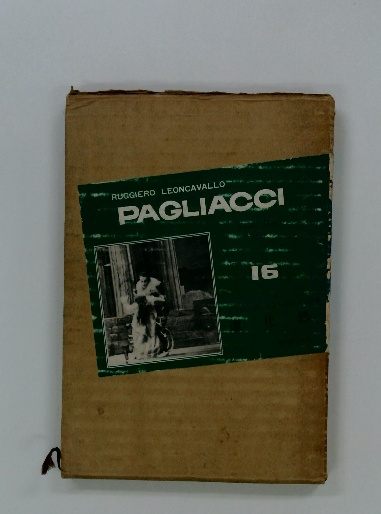 RUGGIERO LEONCAVALLO
PAGLIACCI
16